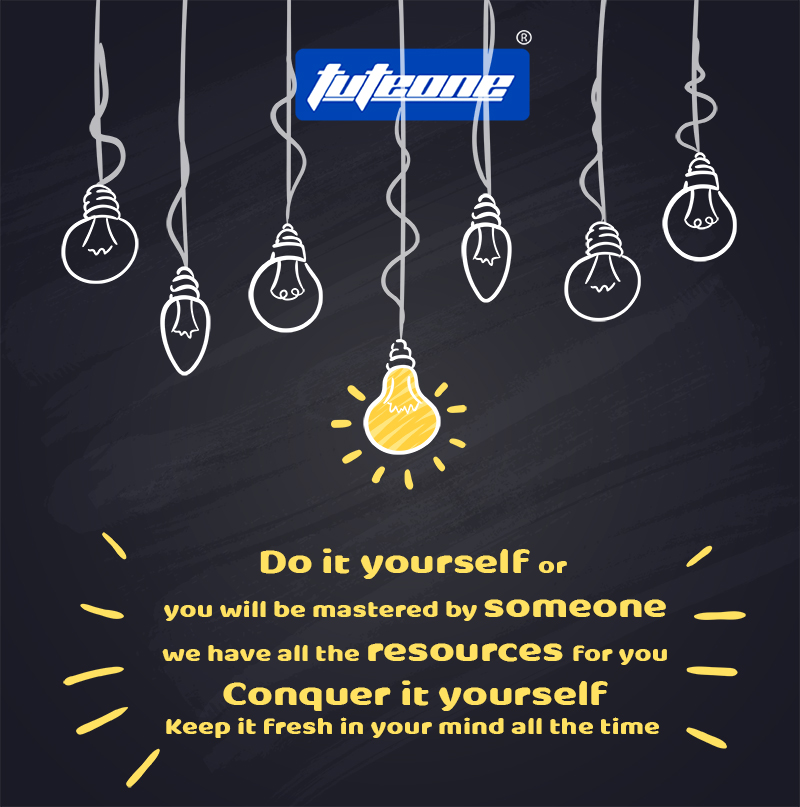 tuteone®
Do it yourself or
you will be mastered by someone
we have all the resources for you
Conquer it yourself
Keep it fresh in your mind all the time